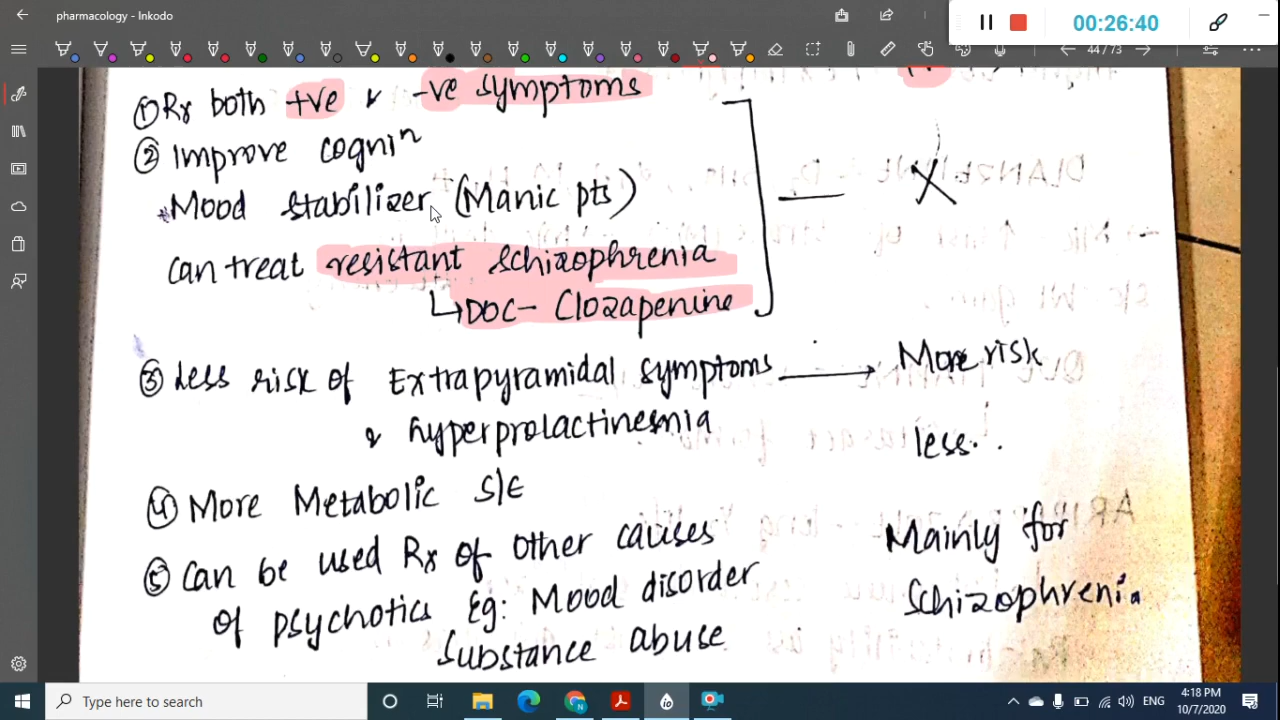 pharmacology - Inkodo
00:26:40
44 / 73
① Rx both +ve & -ve symptoms
② Improve cogniⁿ
*Mood stabilizer (Manic pts)
X
can treat resistant schizophrenia
↳DOC- Clozapenine
③ Less risk of Extrapyramidal symptoms → More risk
& hyperprolactinesmia
less.
④ More Metabolic S/E
⑤ can be used Rx of other causes
Mainly for
of psychotics Eg: Mood disorder
Schizophrenia
Substance abuse
Type here to search
ENG
4:18 PM
10/7/2020